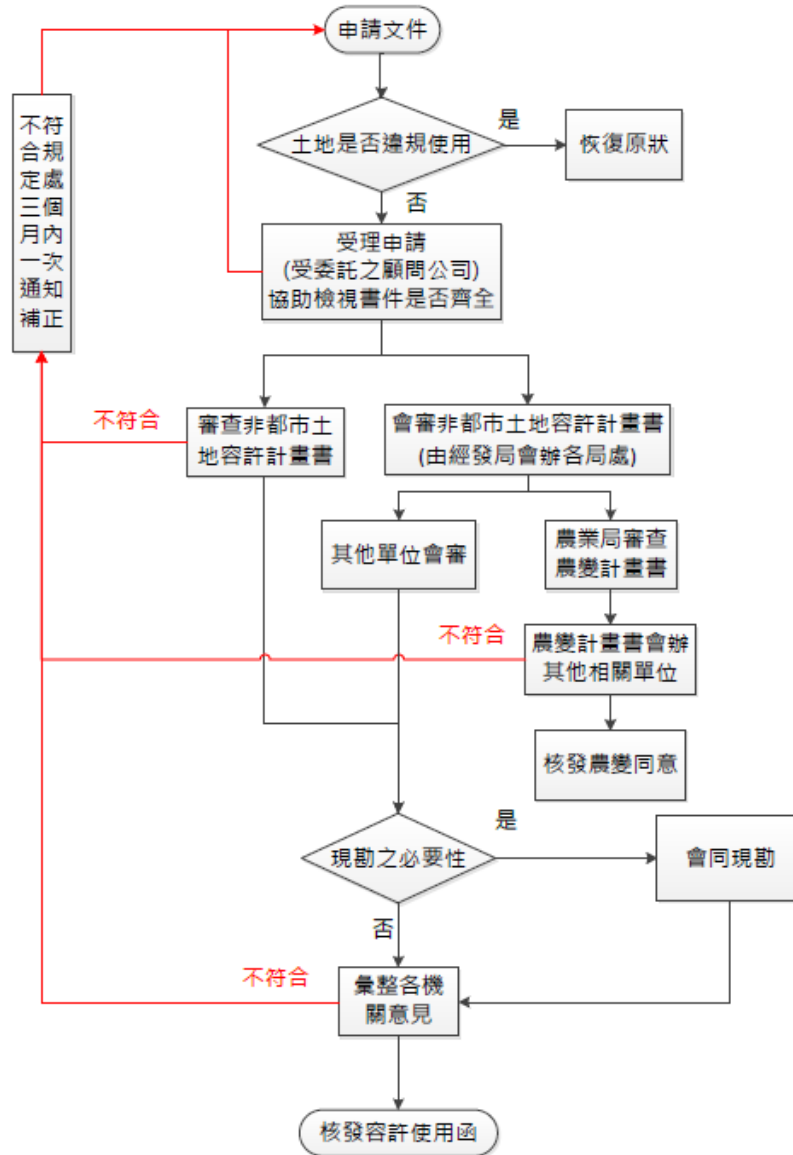 申請文件
土地是否違規使用
是
恢復原狀
否
不符
合規
定處
三個
月內
一次
通知
補正
受理申請
(受委託之顧問公司)
協助檢視書件是否齊全
不符合
審查非都市土
地容許計畫書
會審非都市土地容許計畫書
(由經發局會辦各局處)
其他單位會審
農業局審查
農變計畫書
不符合
農變計畫書會辦
其他相關單位
核發農變同意
現勘之必要性
是
會同現勘
否
不符合
彙整各機
關意見
核發容許使用函